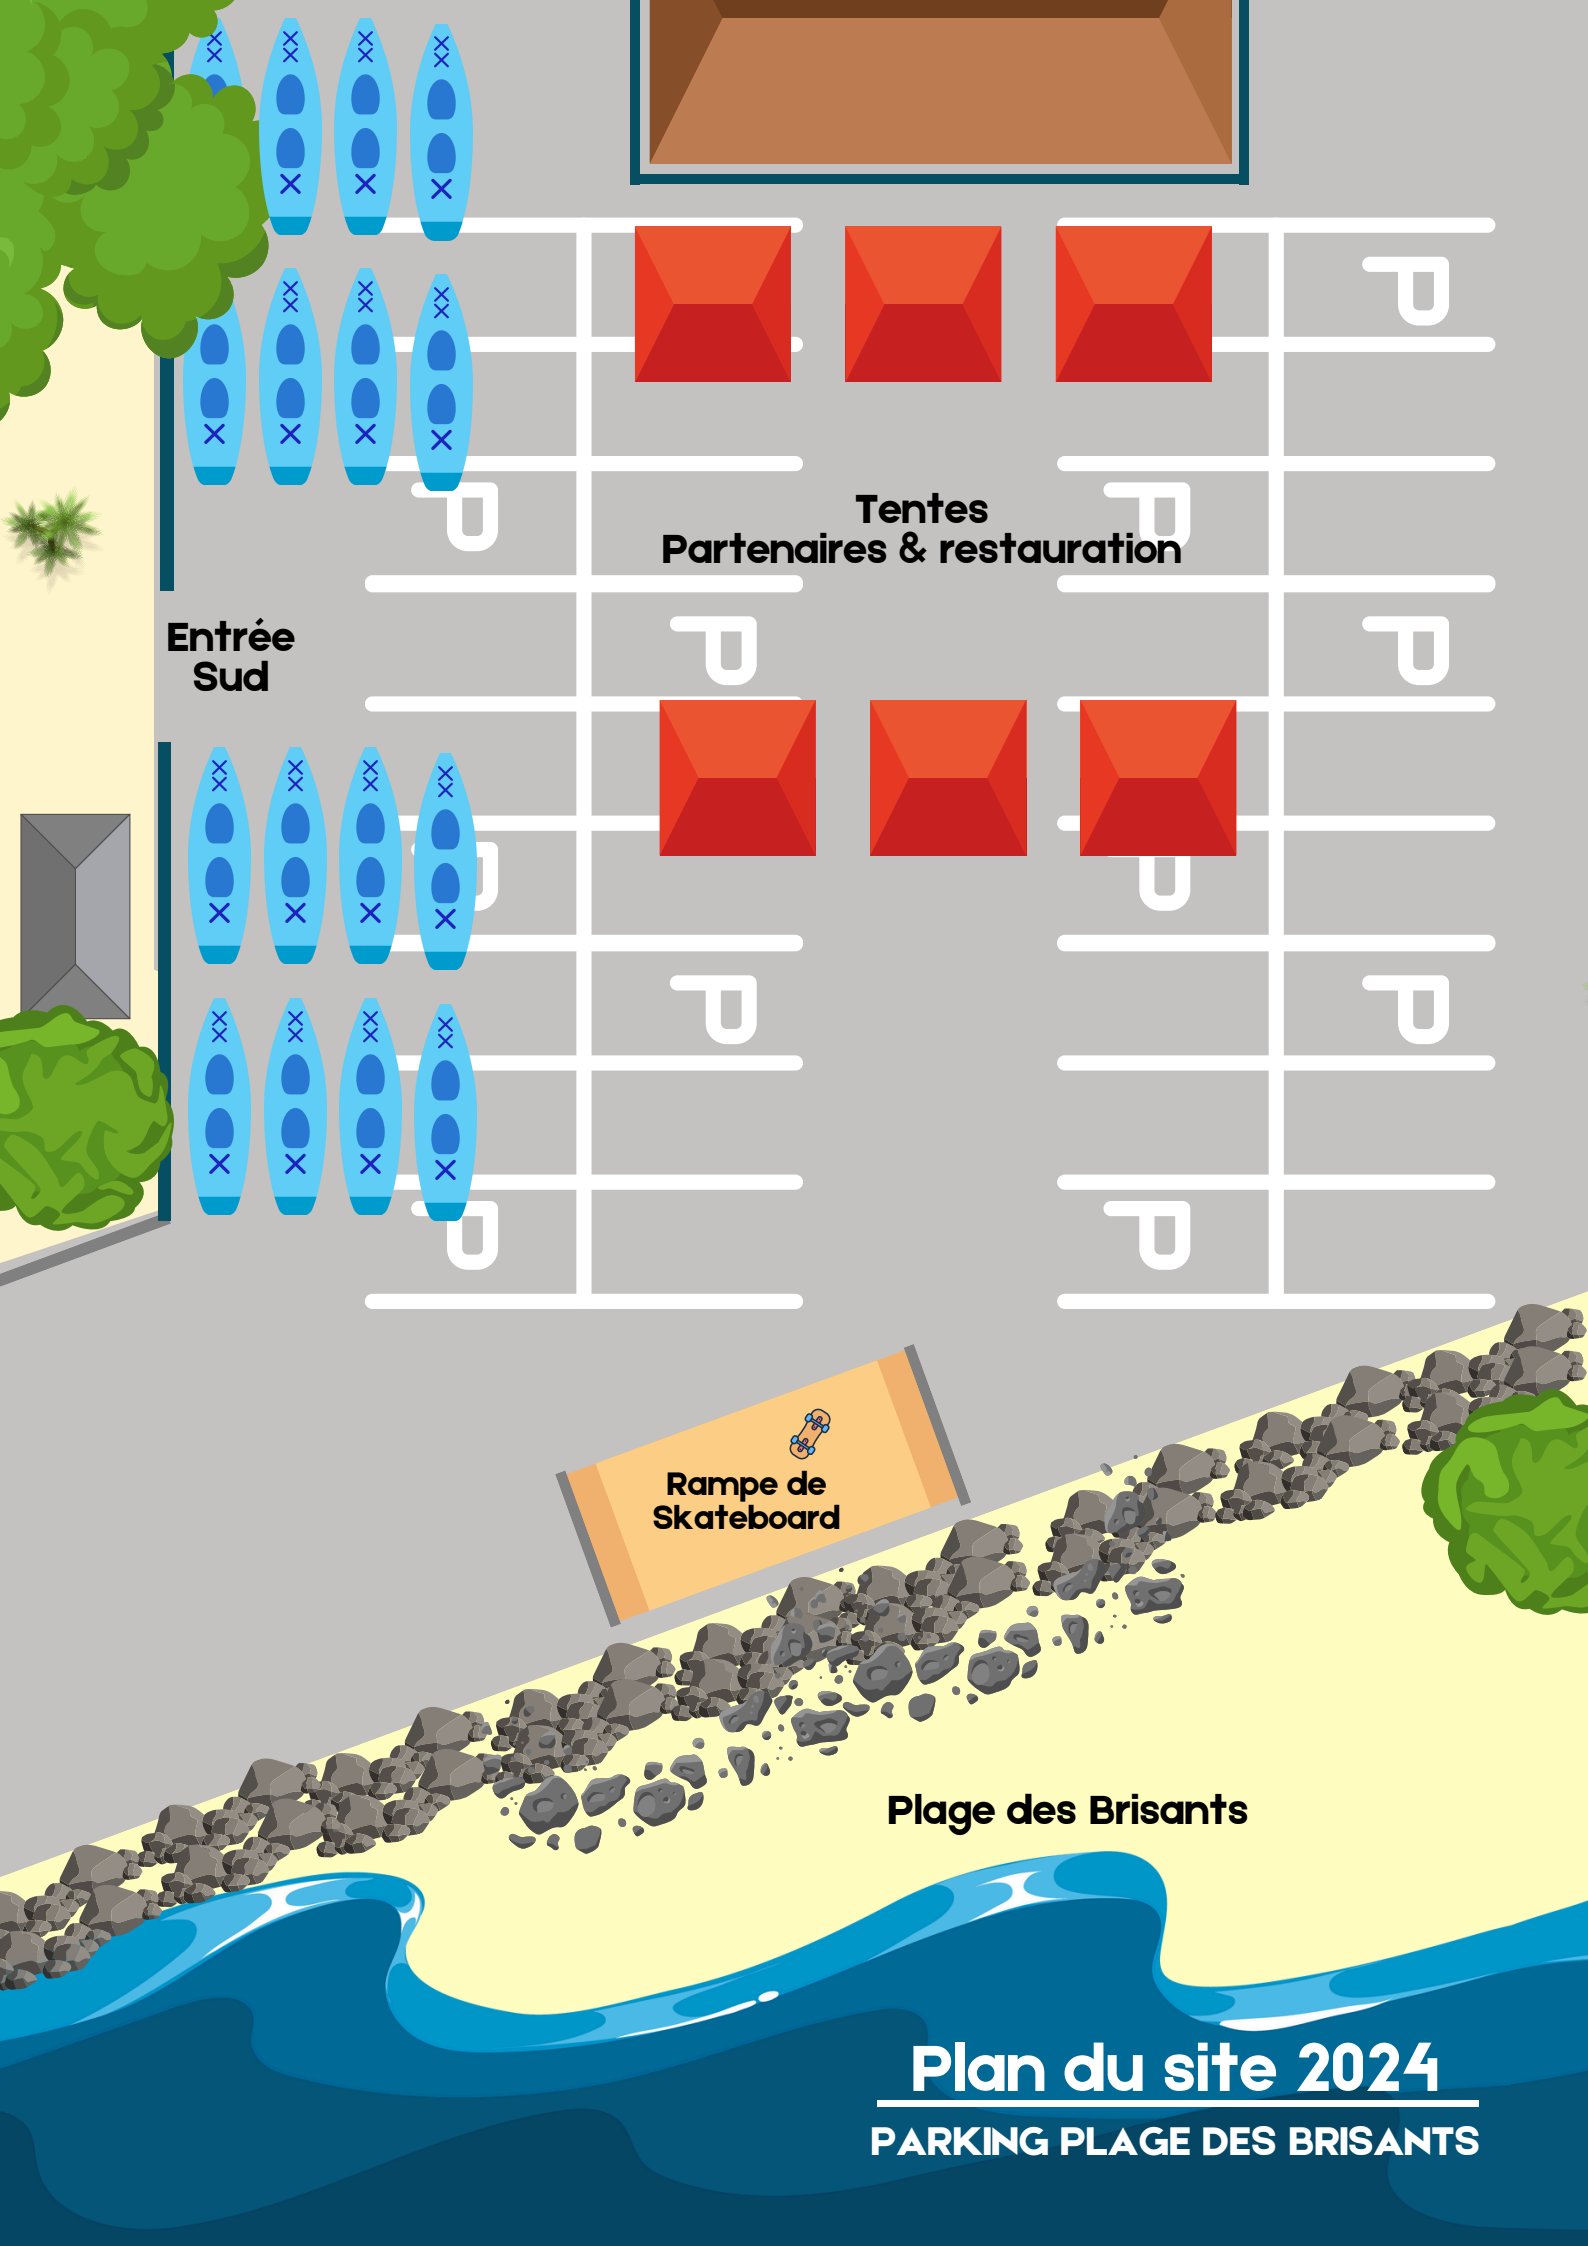 P
P
P
Tentes
Partenaires & restauration
P
P
Entrée
Sud
P
P
P
P
P
P
Rampe de
Skateboard
Plage des Brisants
Plan du site 2024
PARKING PLAGE DES BRISANTS